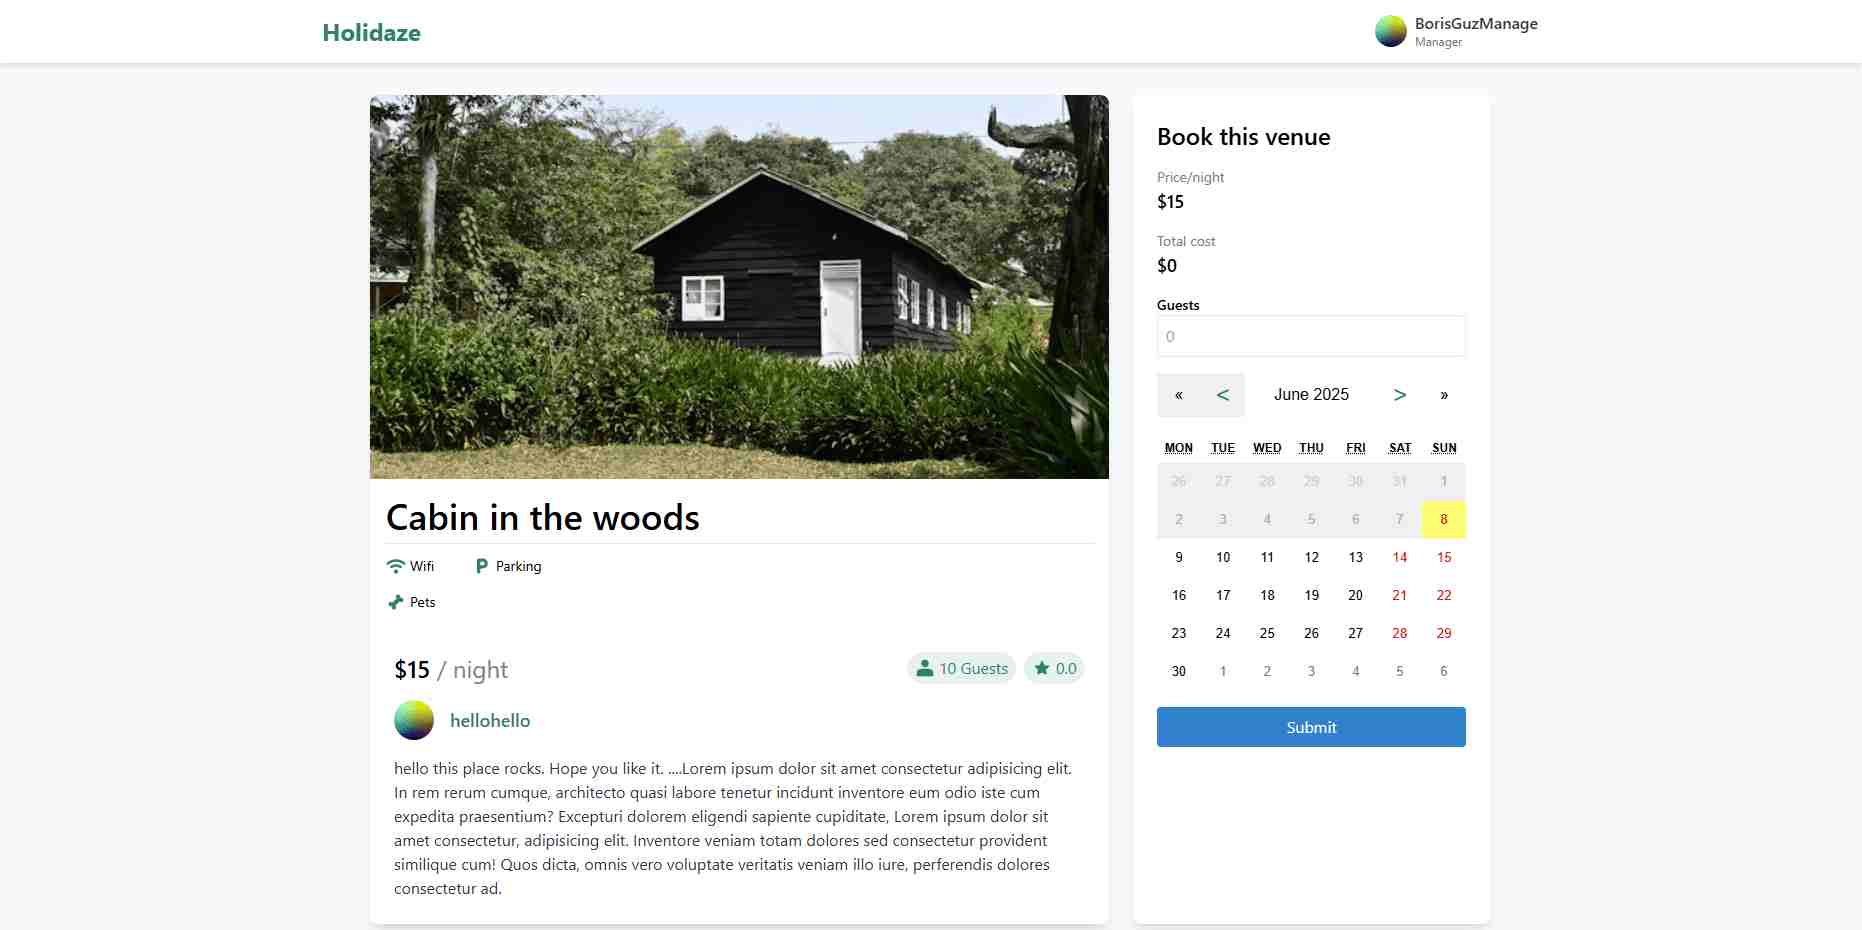 Holidaze
BorisGuzManage
Manager
Cabin in the woods
Wifi
Parking
Pets
$15 / night
10 Guests
0.0
hellohello
hello this place rocks. Hope you like it. ....Lorem ipsum dolor sit amet consectetur adipisicing elit.
In rem rerum cumque, architecto quasi labore tenetur incidunt inventore eum odio iste cum
expedita praesentium? Excepturi dolorem eligendi sapiente cupiditate, Lorem ipsum dolor sit
amet consectetur, adipisicing elit. Inventore veniam totam dolores sed consectetur provident
similique cum! Quos dicta, omnis vero voluptate veritatis veniam illo iure, perferendis dolores
consectetur ad.
Book this venue
Price/night
$15
Total cost
$0
Guests
0
« < June 2025 > »
MON TUE WED THU FRI SAT SUN
26 27 28 29 30 31 1
2 3 4 5 6 7 8
9 10 11 12 13 14 15
16 17 18 19 20 21 22
23 24 25 26 27 28 29
30 1 2 3 4 5 6
Submit